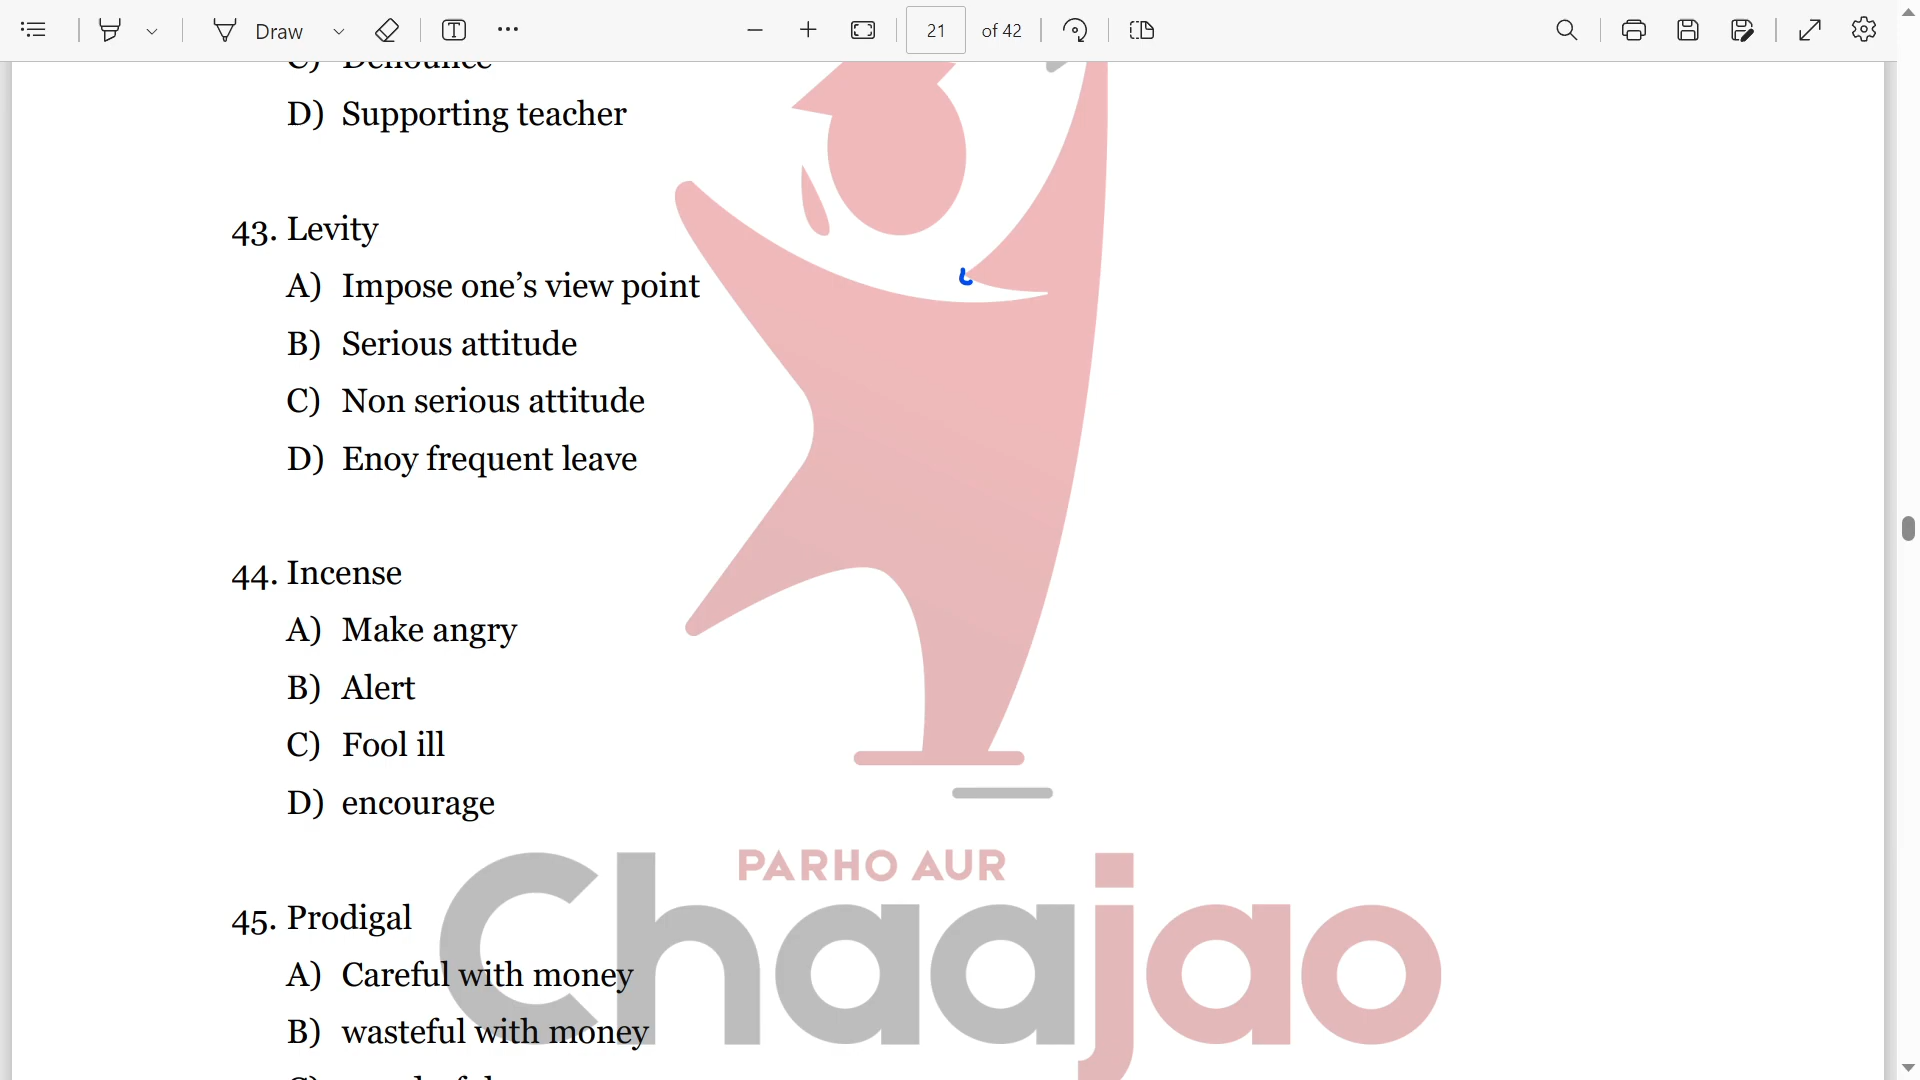 Draw
21 of 42
C) Denounce
D) Supporting teacher
43. Levity
A) Impose one’s view point
B) Serious attitude
C) Non serious attitude
D) Enoy frequent leave
44. Incense
A) Make angry
B) Alert
C) Fool ill
D) encourage
PARHO AUR
Chaajao
45. Prodigal
A) Careful with money
B) wasteful with money